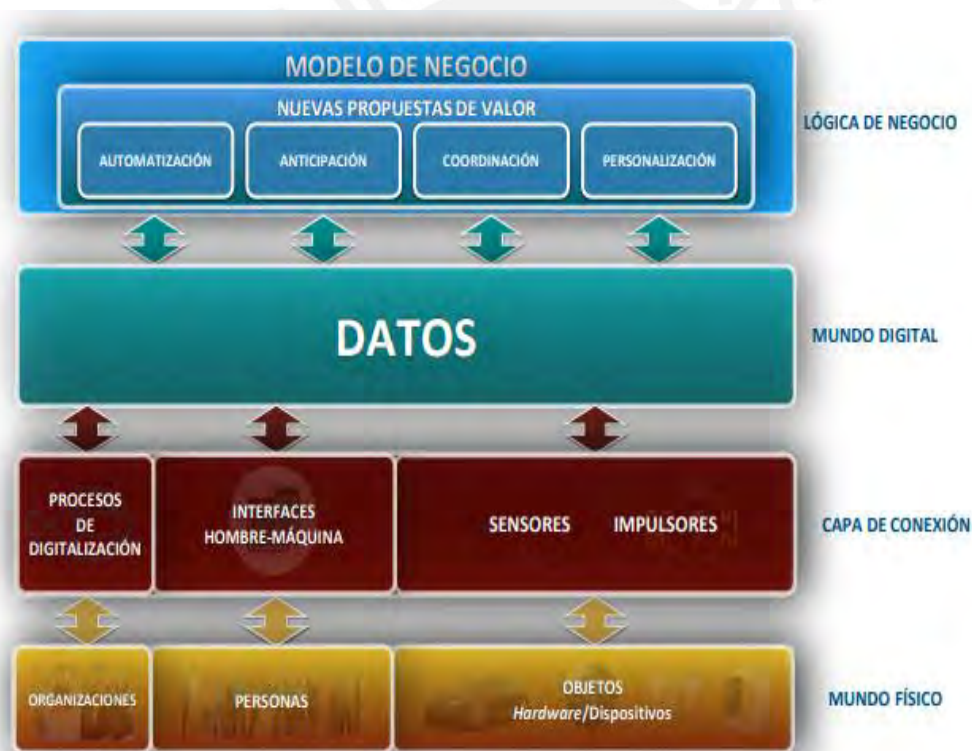 MODELO DE NEGOCIO
NUEVAS PROPUESTAS DE VALOR
AUTOMATIZACIÓN
ANTICIPACIÓN
COORDINACIÓN
PERSONALIZACIÓN
LÓGICA DE NEGOCIO
DATOS
MUNDO DIGITAL
PROCESOS
DE
DIGITALIZACIÓN
INTERFACES
HOMBRE-MÁQUINA
SENSORES IMPULSORES
CAPA DE CONEXIÓN
ORGANIZACIONES
PERSONAS
OBJETOS
Hardware/Dispositivos
MUNDO FÍSICO